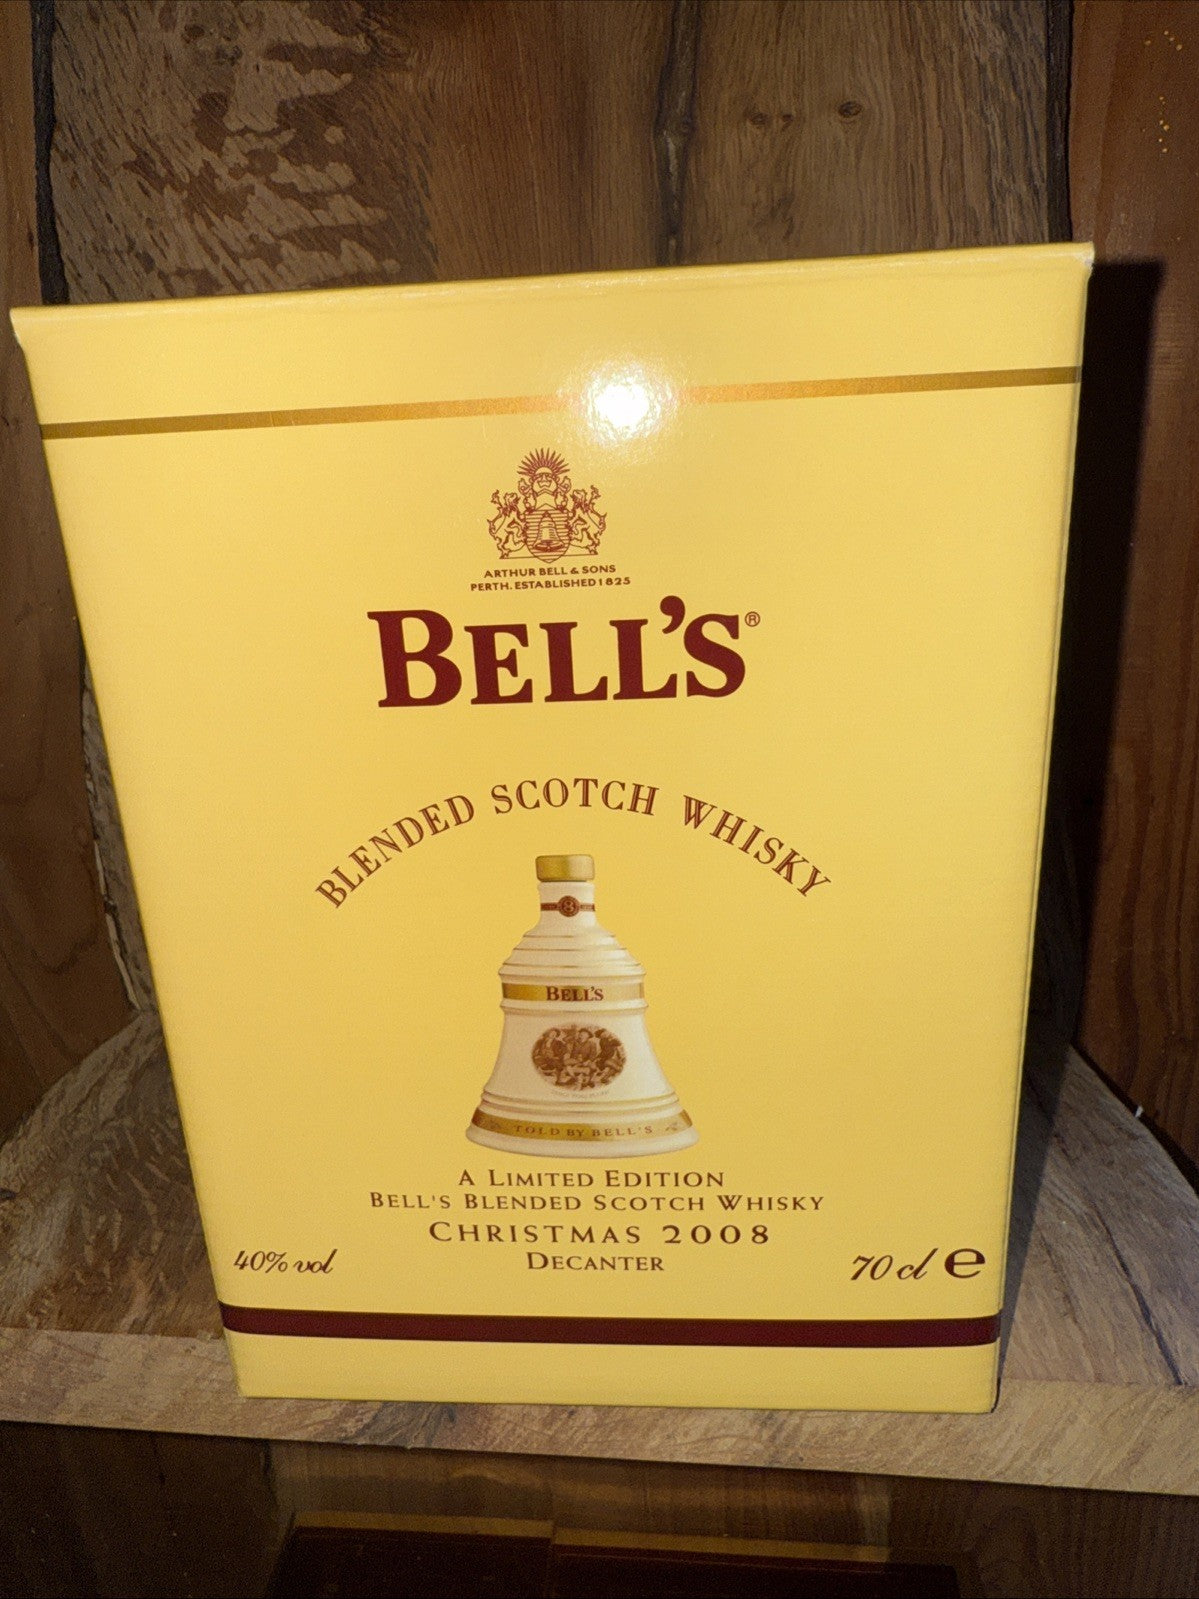 ARTHUR BELL & SONS
PERTH. ESTABLISHED 1825
BELL'S®
BLENDED SCOTCH WHISKY
8
BELL'S
TOLD BY BELL'S
A LIMITED EDITION
BELL'S BLENDED SCOTCH WHISKY
CHRISTMAS 2008
DECANTER
40% vol
70 cl e